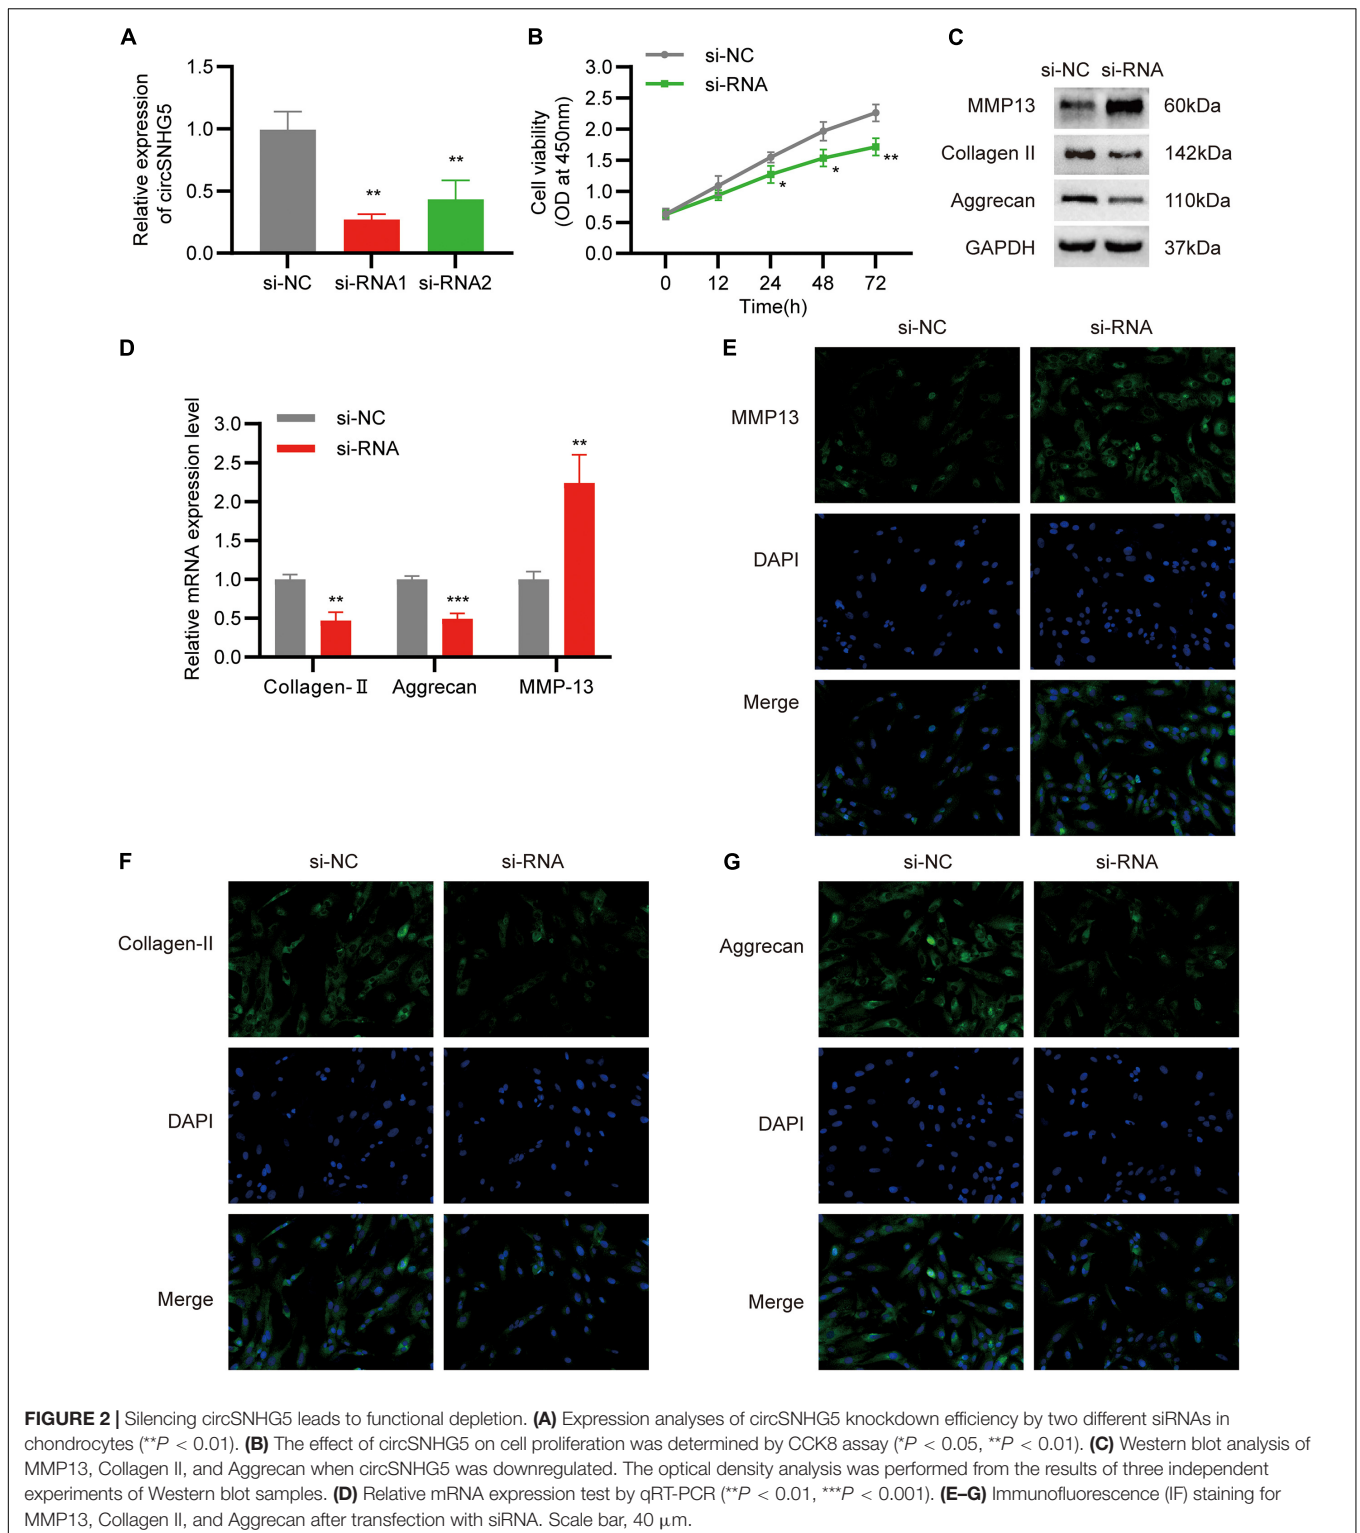 A
Relative expression
of circSNHG5
1.5
1.0
0.5
0.0
**
**
si-NC
si-RNA1
si-RNA2
B
si-NC
si-RNA
Cell viability
(OD at 450nm)
3.0
2.5
2.0
1.5
1.0
0.5
0.0
*
*
**
0
12
24
48
72
Time(h)
C
si-NC si-RNA
MMP13 60kDa
Collagen II 142kDa
Aggrecan 110kDa
GAPDH 37kDa
D
si-NC
si-RNA
Relative mRNA expression level
3.0
2.5
2.0
1.5
1.0
0.5
0.0
**
***
**
Collagen-Ⅱ
Aggrecan
MMP-13
E
si-NC si-RNA
MMP13
DAPI
Merge
F
si-NC si-RNA
Collagen-II
DAPI
Merge
G
si-NC si-RNA
Aggrecan
DAPI
Merge
FIGURE 2 | Silencing circSNHG5 leads to functional depletion. (A) Expression analyses of circSNHG5 knockdown efficiency by two different siRNAs in
chondrocytes (**P < 0.01). (B) The effect of circSNHG5 on cell proliferation was determined by CCK8 assay (*P < 0.05, **P < 0.01). (C) Western blot analysis of
MMP13, Collagen II, and Aggrecan when circSNHG5 was downregulated. The optical density analysis was performed from the results of three independent
experiments of Western blot samples. (D) Relative mRNA expression test by qRT-PCR (**P < 0.01, ***P < 0.001). (E–G) Immunofluorescence (IF) staining for
MMP13, Collagen II, and Aggrecan after transfection with siRNA. Scale bar, 40 μm.